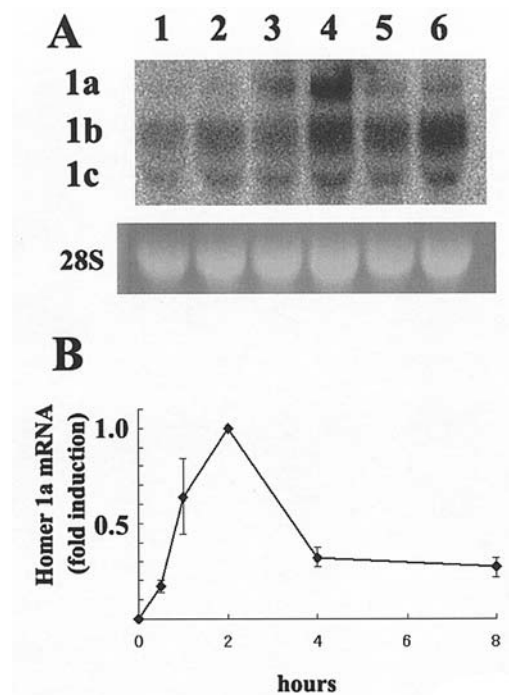 A
1 2 3 4 5 6
1a
1b
1c
28S
B
Homer 1a mRNA
(fold induction)
1.0
0.5
0 2 4 6 8
hours